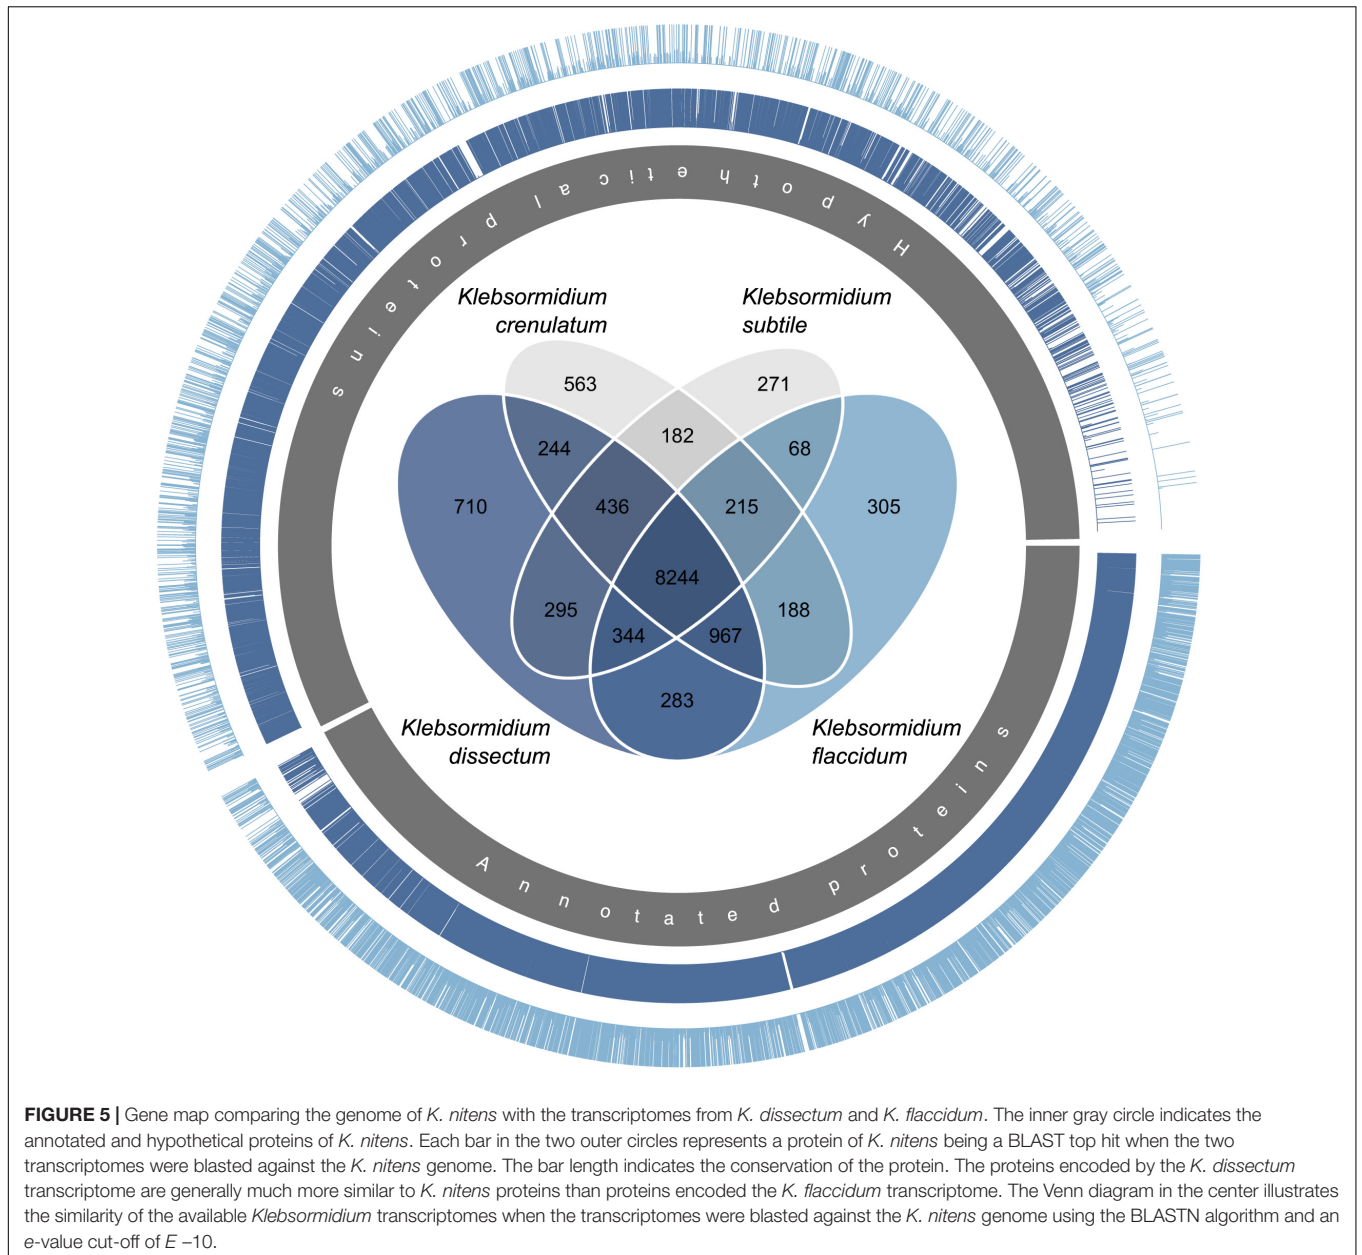 Hypothetical proteins
Klebsormidium
crenulatum
Klebsormidium
subtile
563
271
182
244
68
710
436
215
305
8244
295
188
344
967
283
Klebsormidium
dissectum
Klebsormidium
flaccidum
Annotated proteins
FIGURE 5 | Gene map comparing the genome of K. nitens with the transcriptomes from K. dissectum and K. flaccidum. The inner gray circle indicates the
annotated and hypothetical proteins of K. nitens. Each bar in the two outer circles represents a protein of K. nitens being a BLAST top hit when the two
transcriptomes were blasted against the K. nitens genome. The bar length indicates the conservation of the protein. The proteins encoded by the K. dissectum
transcriptome are generally much more similar to K. nitens proteins than proteins encoded the K. flaccidum transcriptome. The Venn diagram in the center illustrates
the similarity of the available Klebsormidium transcriptomes when the transcriptomes were blasted against the K. nitens genome using the BLASTN algorithm and an
e-value cut-off of E –10.